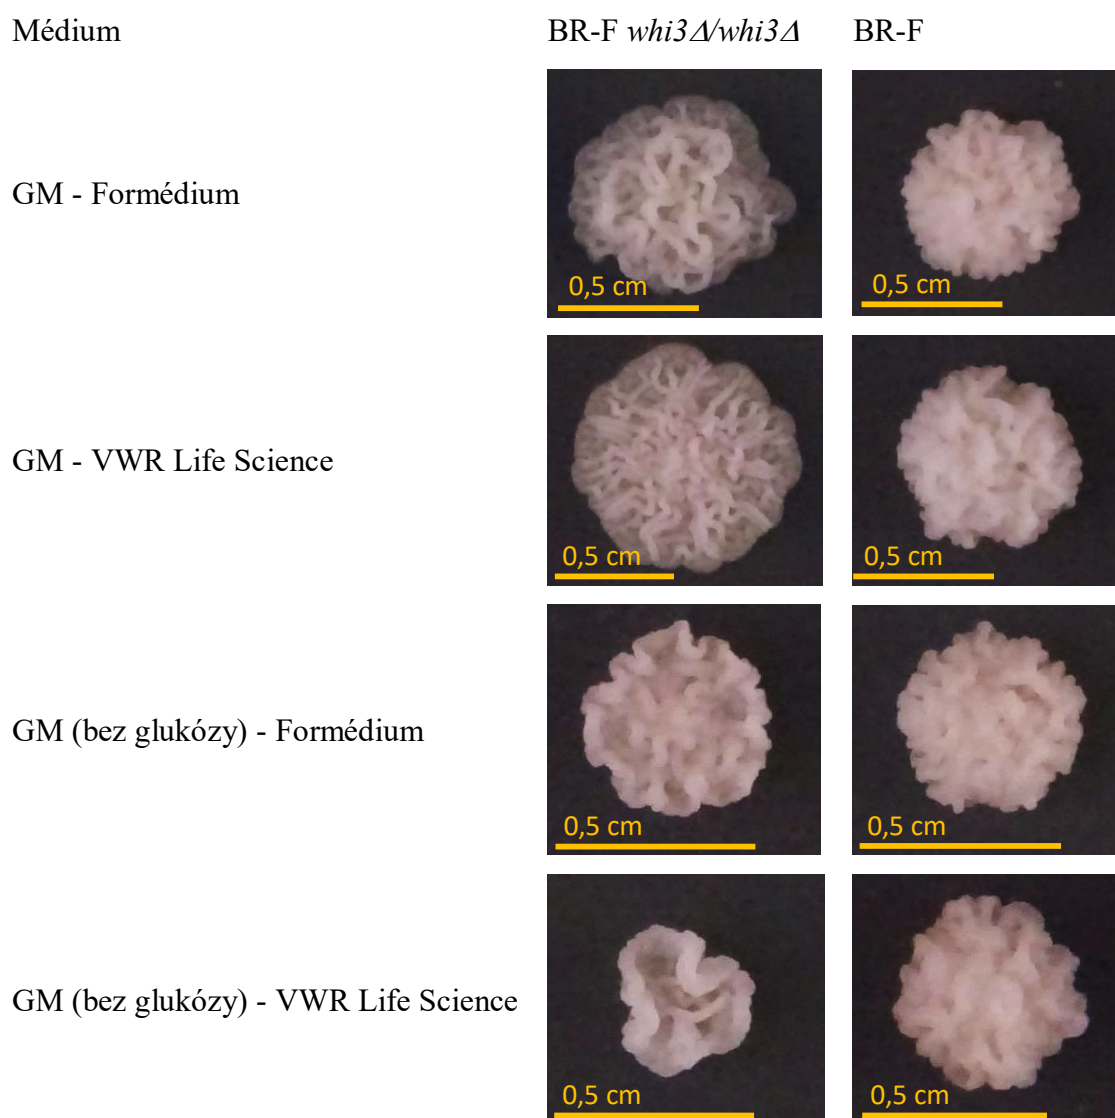 Médium BR-F whi3Δ/whi3Δ BR-F
GM - Formédium
0,5 cm 0,5 cm
GM - VWR Life Science
0,5 cm 0,5 cm
GM (bez glukózy) - Formédium
0,5 cm 0,5 cm
GM (bez glukózy) - VWR Life Science
0,5 cm 0,5 cm